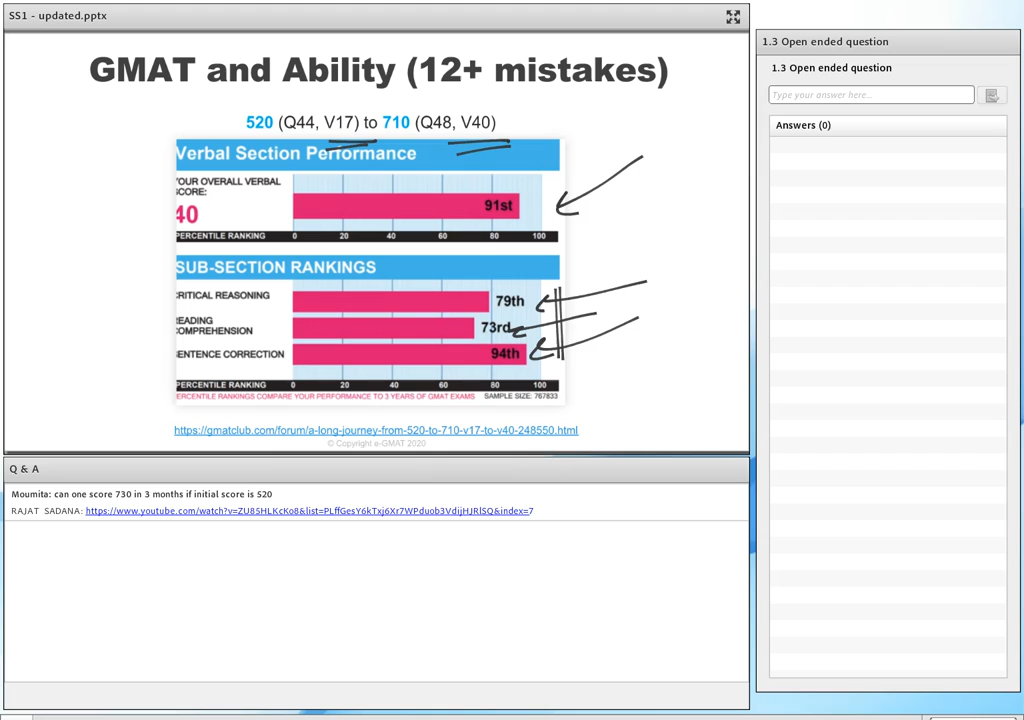 SS1 - updated.pptx
GMAT and Ability (12+ mistakes)
520 (Q44, V17) to 710 (Q48, V40)
Verbal Section Performance
YOUR OVERALL VERBAL
SCORE:
40
91st
PERCENTILE RANKING 0 20 40 60 80 100
SUB-SECTION RANKINGS
CRITICAL REASONING 79th
READING
COMPREHENSION 73rd
SENTENCE CORRECTION 94th
PERCENTILE RANKING 0 20 40 60 80 100
PERCENTILE RANKINGS COMPARE YOUR PERFORMANCE TO 3 YEARS OF GMAT EXAMS SAMPLE SIZE: 767833
https://gmatclub.com/forum/a-long-journey-from-520-to-710-v17-to-v40-248550.html
© Copyright e-GMAT 2020
Q & A
Moumita: can one score 730 in 3 months if initial score is 520
RAJAT SADANA: https://www.youtube.com/watch?v=ZU85HLKcKo8&list=PLffGesY6kTxj6Xr7WPduob3VdijHJRlSQ&index=7
1.3 Open ended question
1.3 Open ended question
Type your answer here...
Answers (0)